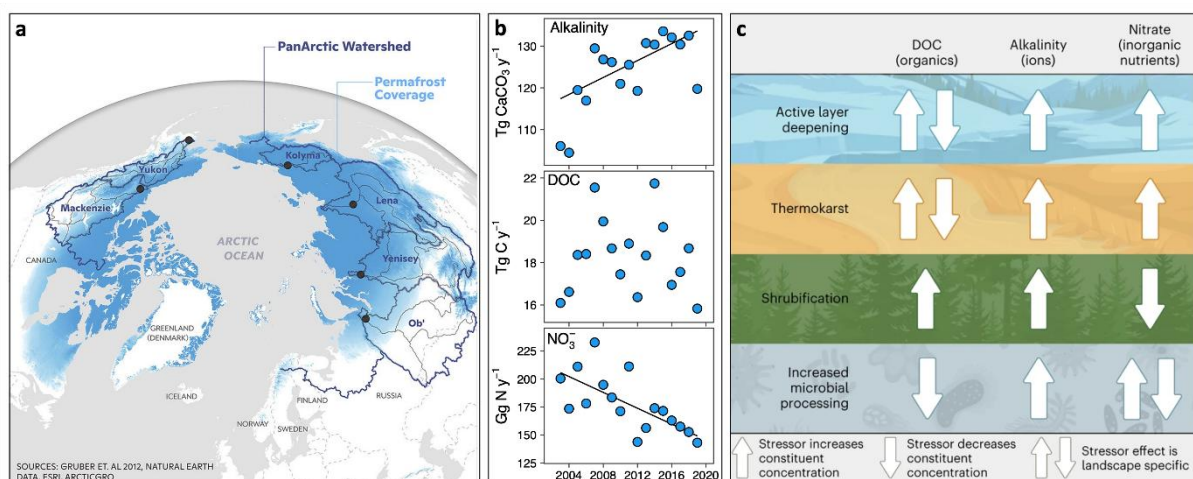 a
PanArctic Watershed
Permafrost
Coverage
Kolyma
Yukon
Lena
Mackenzie
ARCTIC
OCEAN
Yenisey
CANADA
Ob'
GREENLAND
(DENMARK)
ICELAND
FINLAND
RUSSIA
NORWAY
SWEDEN
SOURCES: GRUBER ET. AL 2012, NATURAL EARTH
DATA, ESRI, ARCTICGRO
b
Alkalinity
Tg CaCO₃ y⁻¹
130
120
110
DOC
Tg C y⁻¹
22
20
18
16
NO₃⁻
Gg N y⁻¹
225
200
175
150
125
2004 2008 2012 2016 2020
c
DOC
(organics)
Alkalinity
(ions)
Nitrate
(inorganic
nutrients)
Active layer
deepening
Thermokarst
Shrubification
Increased
microbial
processing
Stressor increases
constituent
concentration
Stressor decreases
constituent
concentration
Stressor effect is
landscape specific